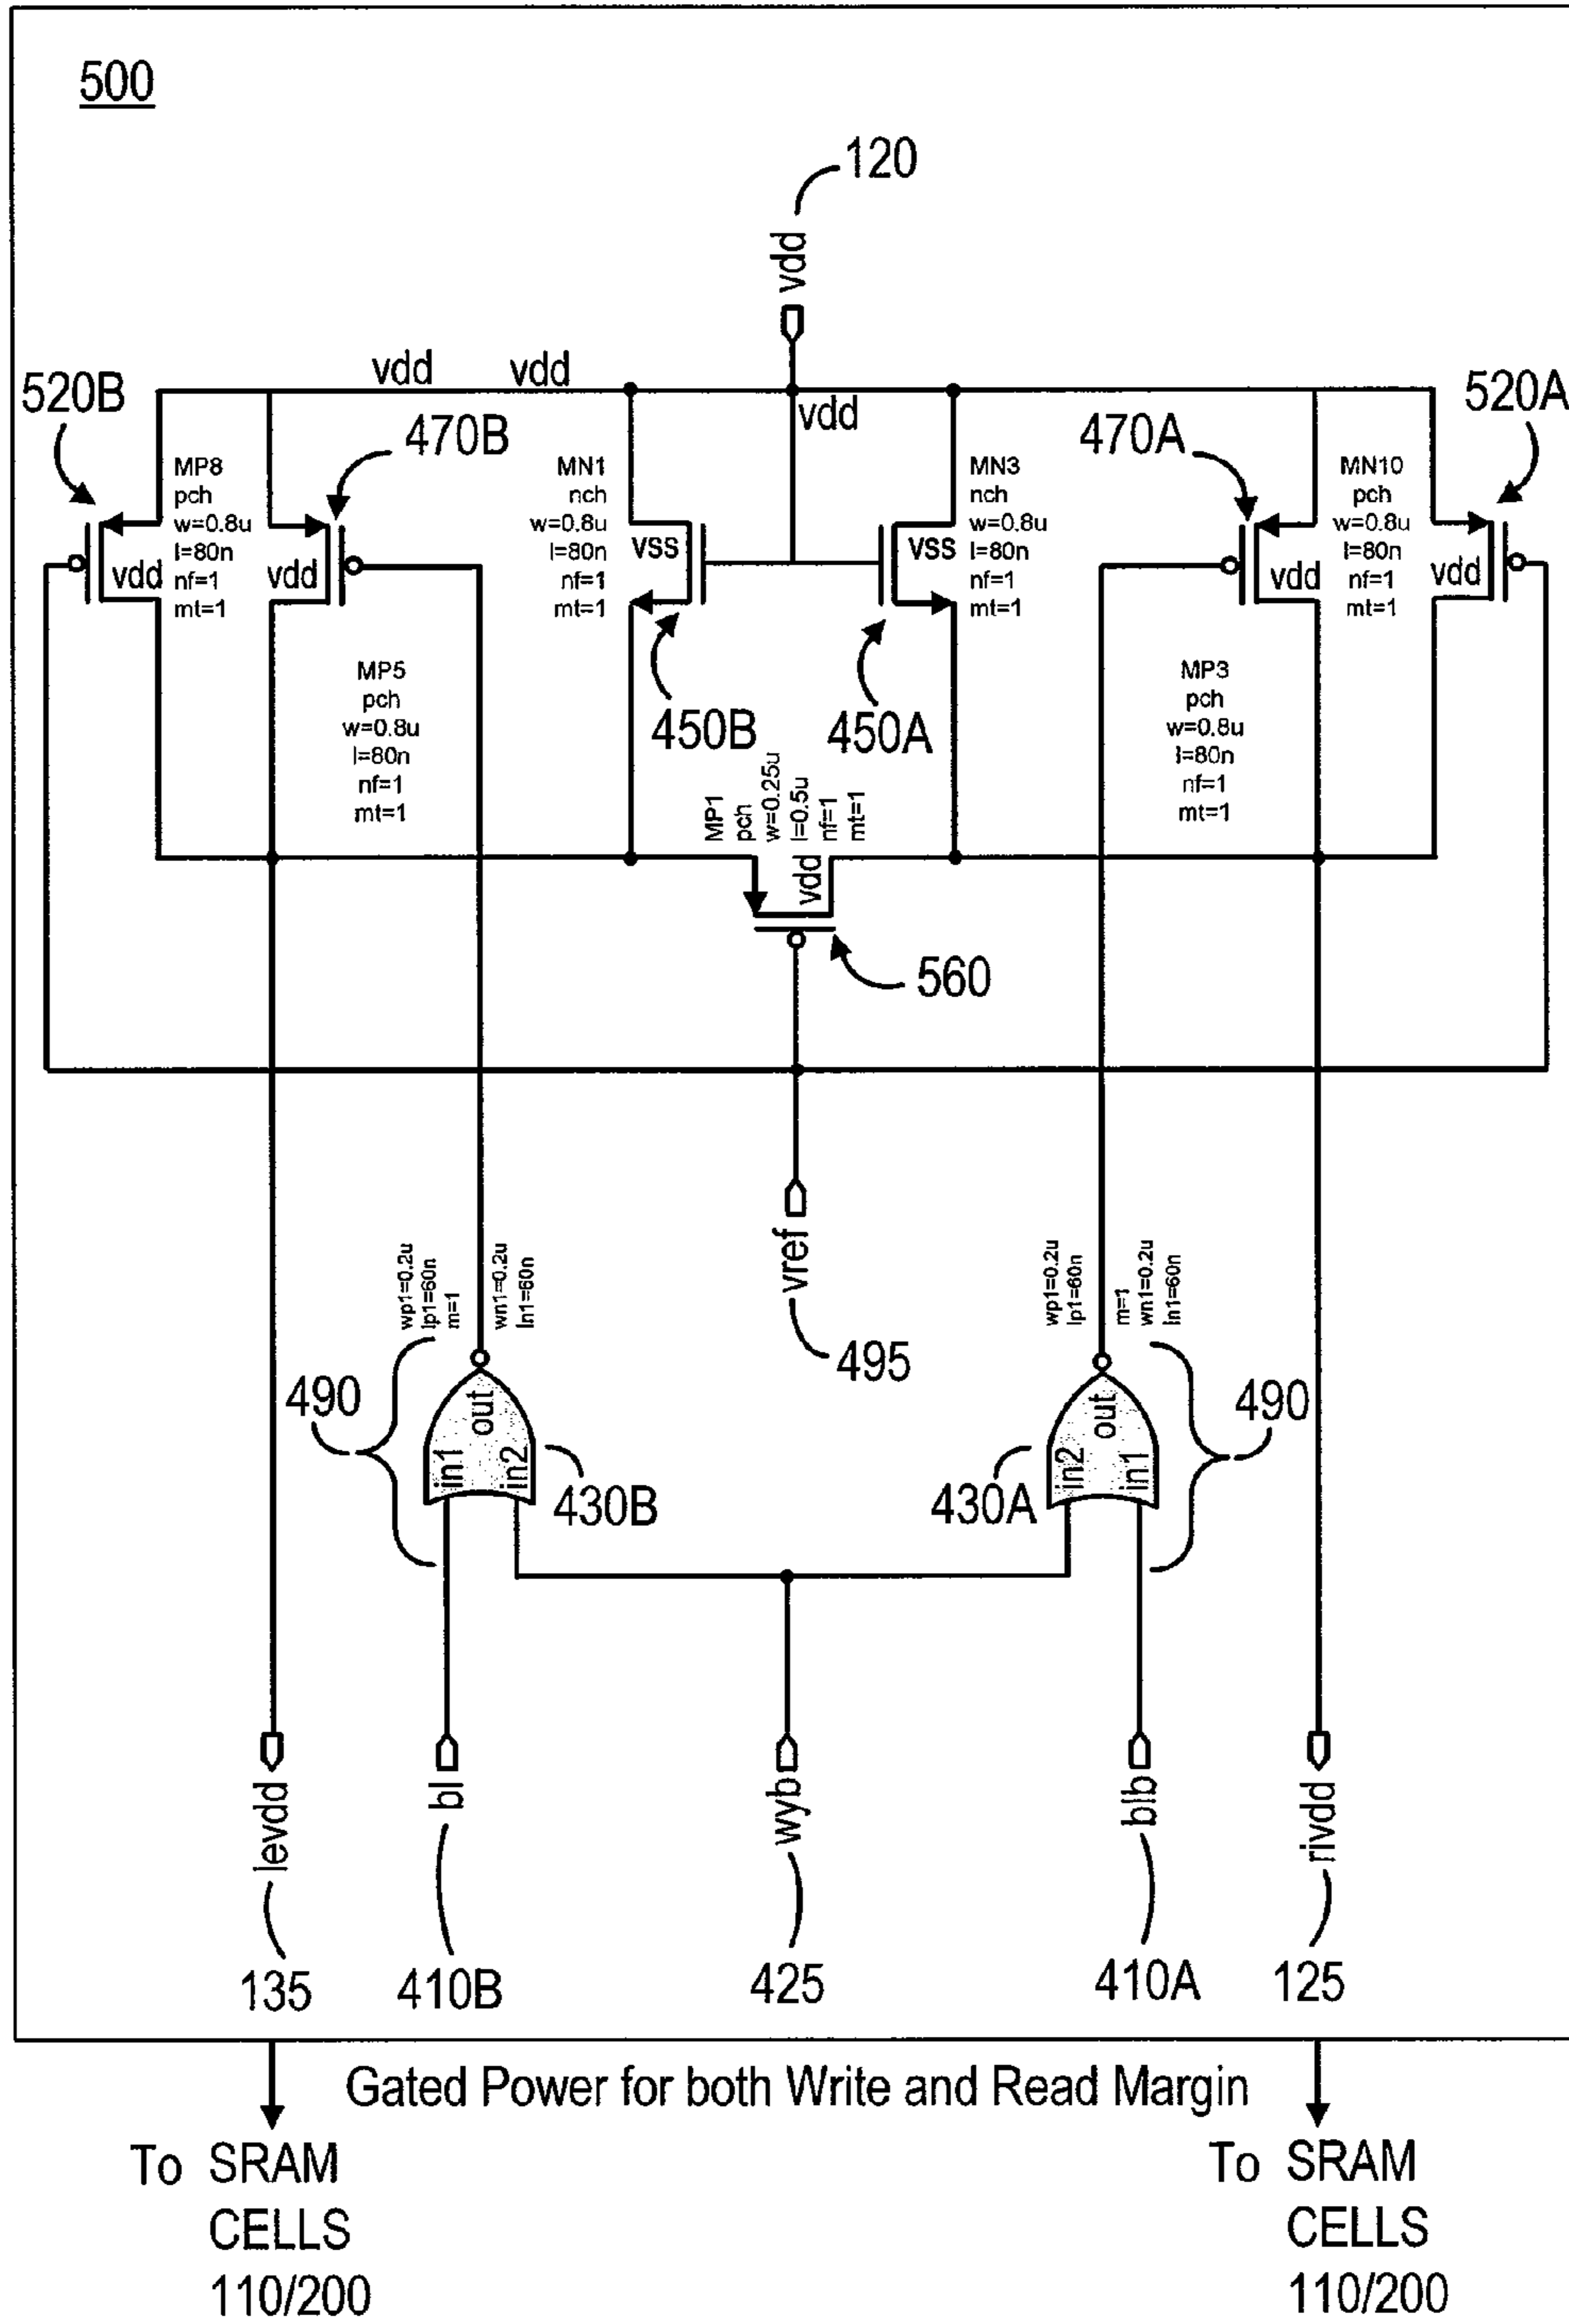 500
120
vdd
vdd vdd
vdd
520B
470B
470A
520A
MP8
pch
w=0.8u
l=80n
nf=1
mt=1
vdd
vdd
MN1
nch
w=0.8u
l=80n
nf=1
mt=1
VSS
VSS
MN3
nch
w=0.8u
l=80n
nf=1
mt=1
MN10
pch
w=0.8u
l=80n
nf=1
mt=1
vdd
vdd
MP5
pch
w=0.8u
l=80n
nf=1
mt=1
450B
450A
MP3
pch
w=0.8u
l=80n
nf=1
mt=1
MP1
pch
w=0.25u
l=0.5u
nf=1
mt=1
vdd
560
vref
495
wp1=0.2u
lp1=60n
m=1
wn1=0.2u
ln1=60n
wp1=0.2u
lp1=60n
m=1
wn1=0.2u
ln1=60n
490
out
in1
in2
430B
430A
out
in2
in1
490
levdd
bl
wyb
blb
rivdd
135
410B
425
410A
125
Gated Power for both Write and Read Margin
To SRAM
CELLS
110/200
To SRAM
CELLS
110/200